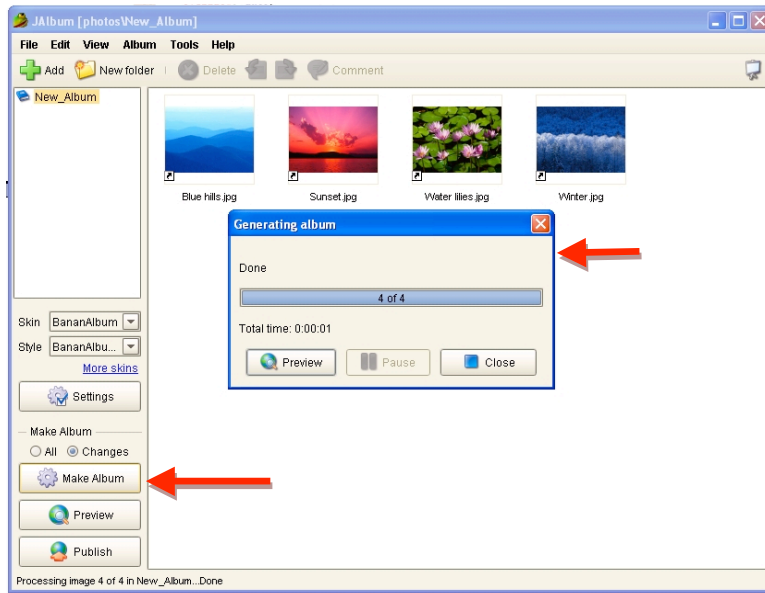 JAlbum [photos\New_Album]
File Edit View Album Tools Help
Add New folder Delete Comment
New_Album
Blue hills.jpg Sunset.jpg Water lilies.jpg Winter.jpg
Generating album
Done
4 of 4
Total time: 0:00:01
Preview Pause Close
Skin BananAlbum
Style BananAlbu...
More skins
Settings
Make Album
All Changes
Make Album
Preview
Publish
Processing image 4 of 4 in New_Album...Done